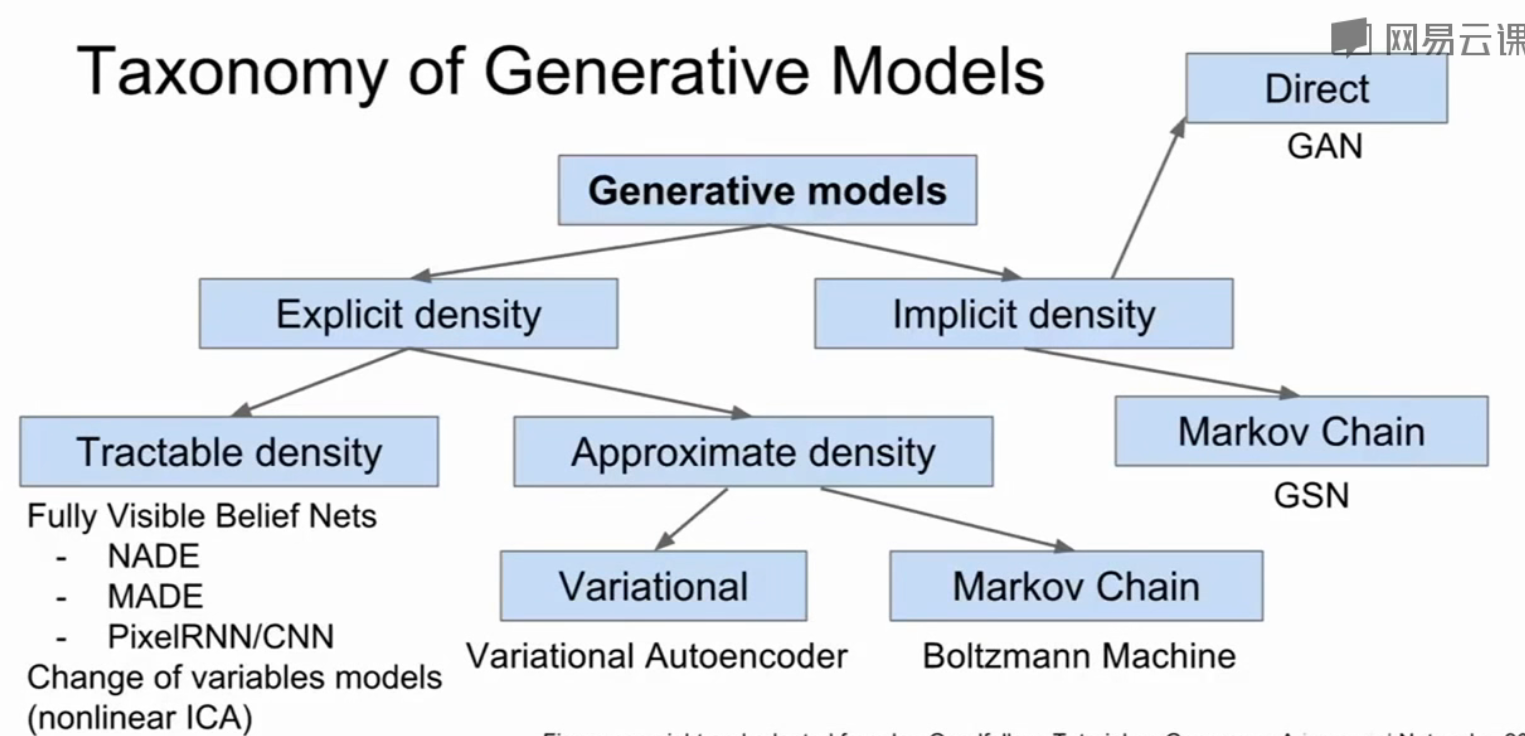 网易云课
Taxonomy of Generative Models
Direct
GAN
Generative models
Explicit density
Implicit density
Tractable density
Approximate density
Markov Chain
GSN
Fully Visible Belief Nets
- NADE
- MADE
- PixelRNN/CNN
Change of variables models
(nonlinear ICA)
Variational
Markov Chain
Variational Autoencoder
Boltzmann Machine